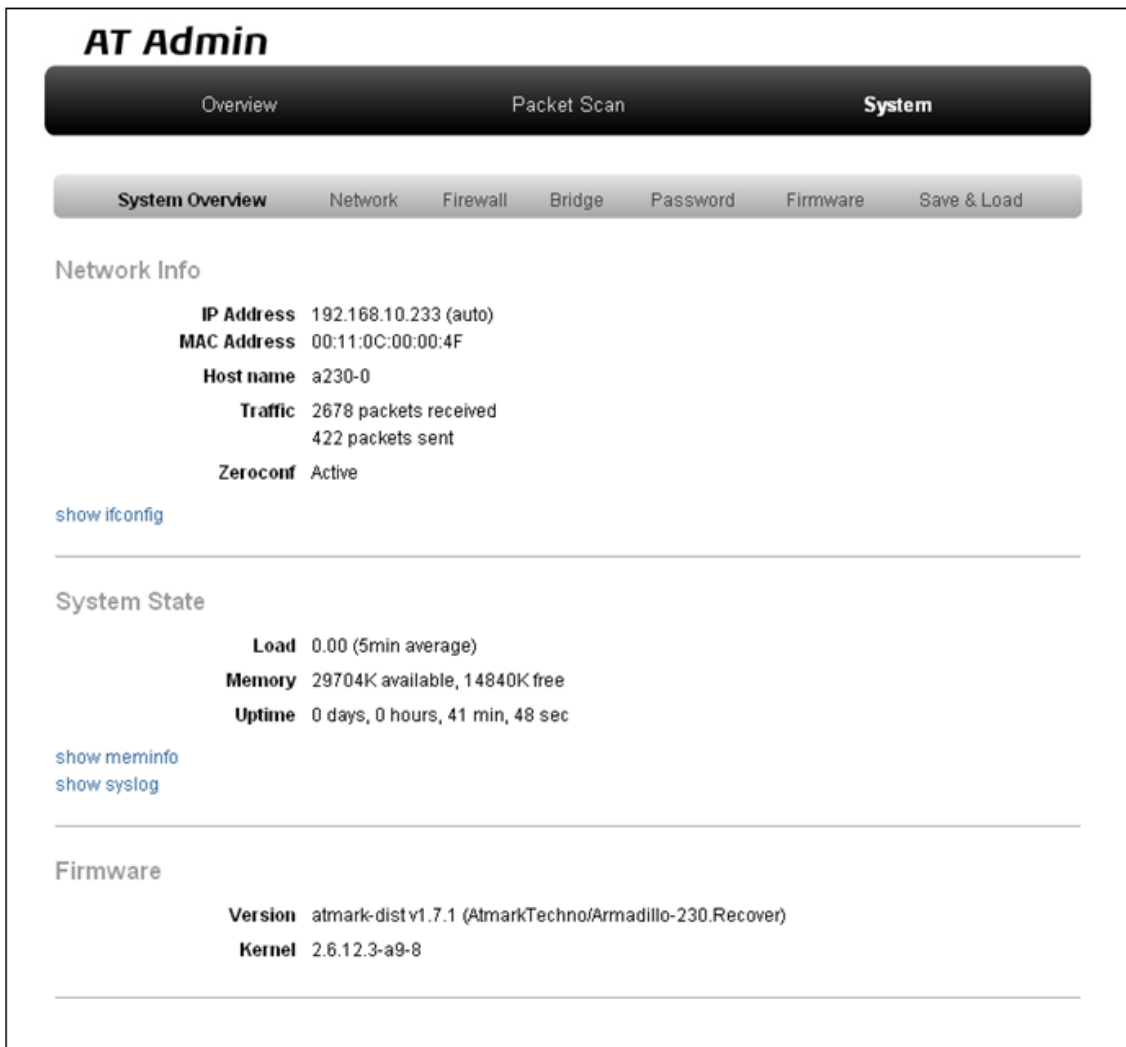 AT Admin
Overview Packet Scan System
System Overview Network Firewall Bridge Password Firmware Save & Load
Network Info
IP Address 192.168.10.233 (auto)
MAC Address 00:11:0C:00:00:4F
Host name a230-0
Traffic 2678 packets received
422 packets sent
Zeroconf Active
show ifconfig
System State
Load 0.00 (5min average)
Memory 29704K available, 14840K free
Uptime 0 days, 0 hours, 41 min, 48 sec
show meminfo
show syslog
Firmware
Version atmark-dist v1.7.1 (AtmarkTechno/Armadillo-230.Recover)
Kernel 2.6.12.3-a9-8